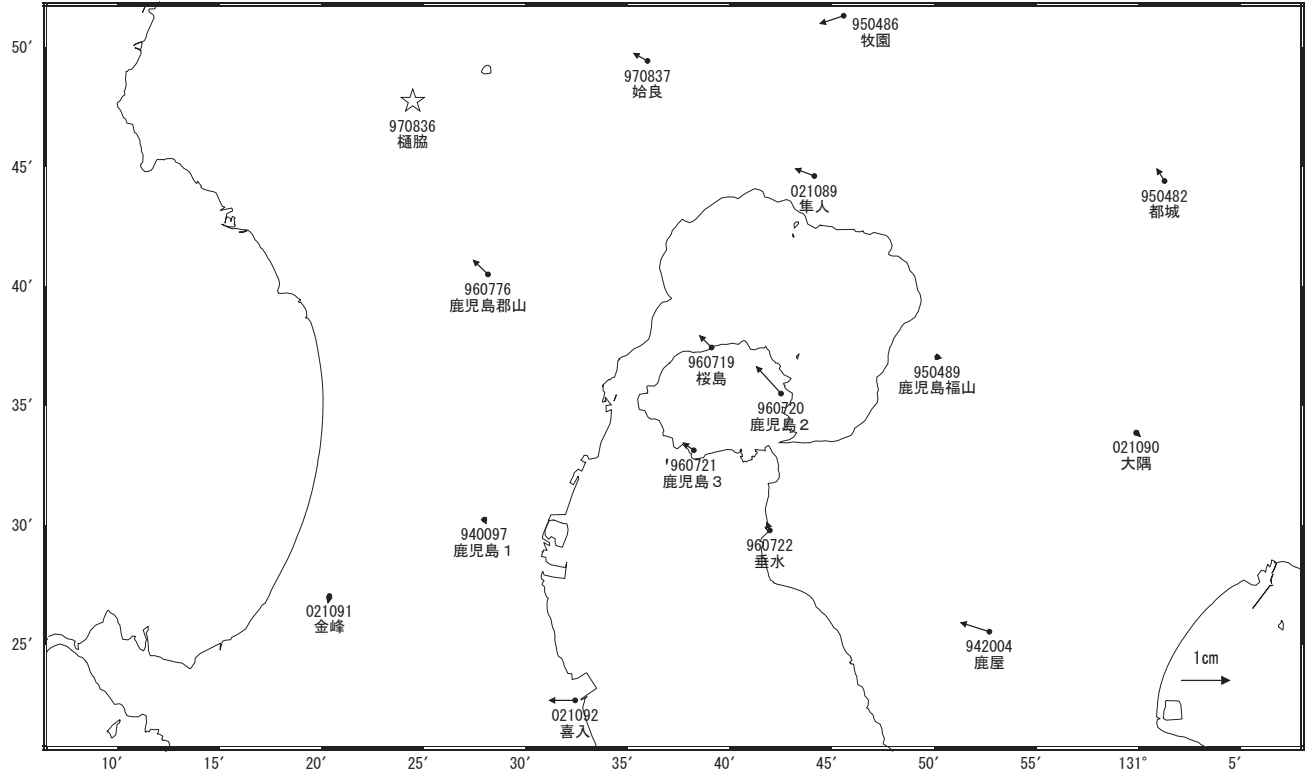 950486
牧園
50′
970837
姶良
970836
樋脇
45′
021089
隼人
950482
都城
40′
960776
鹿児島郡山
960719
桜島
950489
鹿児島福山
35′
960720
鹿児島2
021090
大隅
960721
鹿児島3
30′
940097
鹿児島1
960722
垂水
021091
金峰
25′
942004
鹿屋
1cm
021092
喜入
10′ 15′ 20′ 25′ 30′ 35′ 40′ 45′ 50′ 55′ 131° 5′